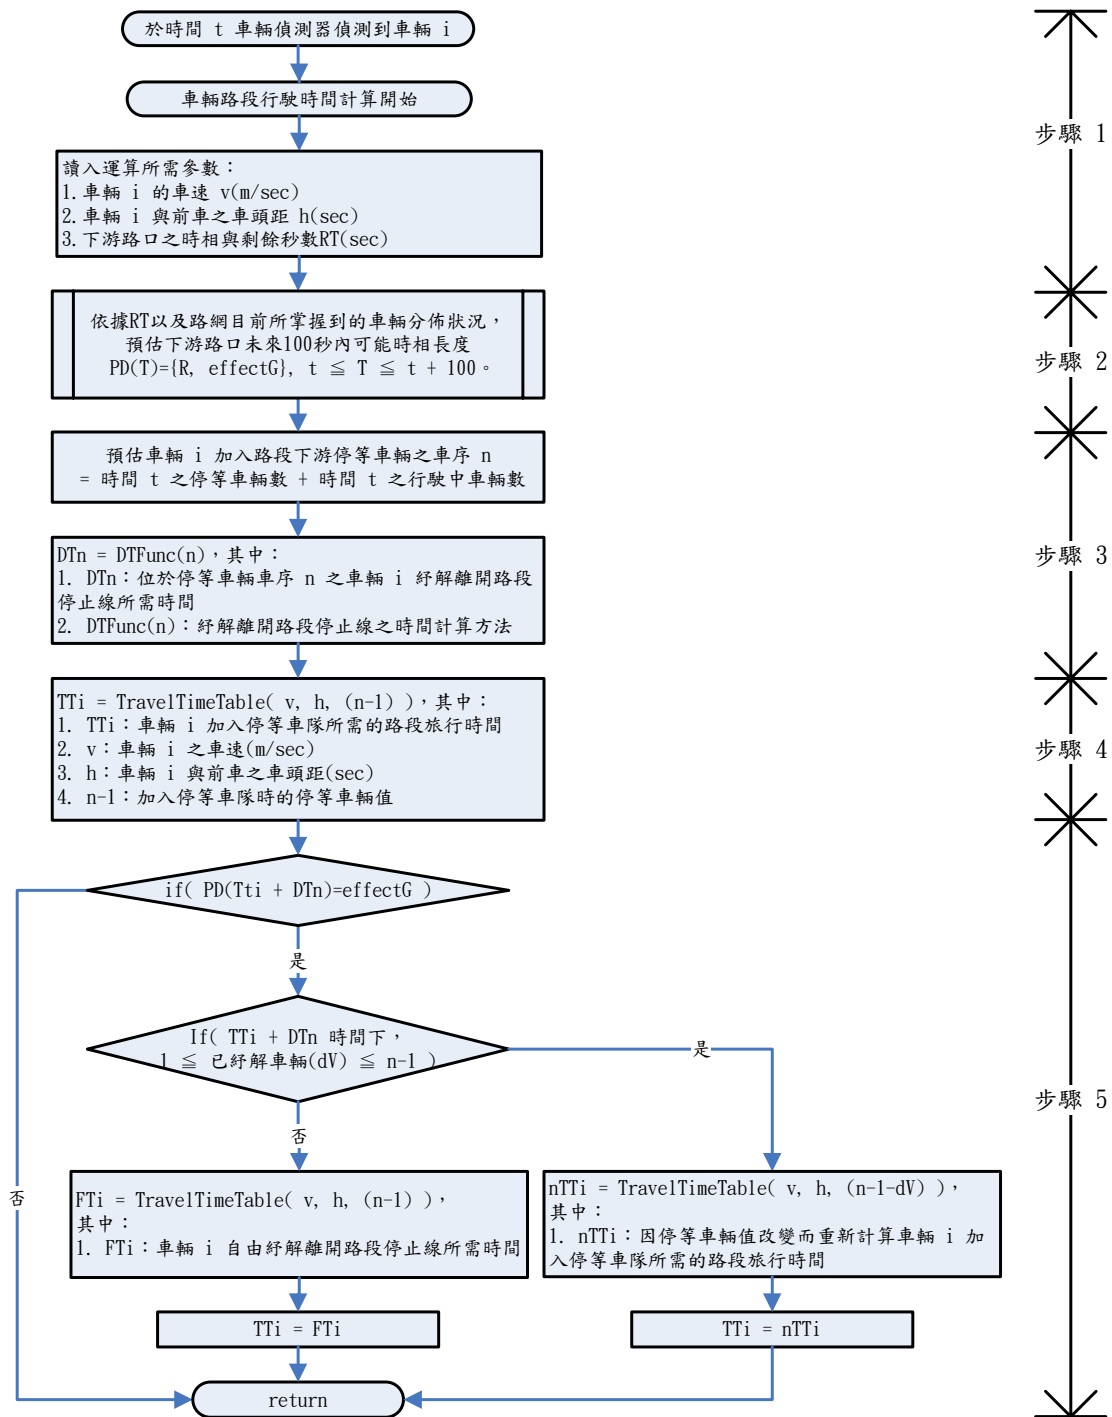 於時間 t 車輛偵測器偵測到車輛 i
車輛路段行駛時間計算開始
步驟 1
讀入運算所需參數：
1.車輛 i 的車速 v(m/sec)
2.車輛 i 與前車之車頭距 h(sec)
3.下游路口之時相與剩餘秒數RT(sec)
依據RT以及路網目前所掌握到的車輛分佈狀況，
預估下游路口未來100秒內可能時相長度
PD(T)={R, effectG}, t ≦ T ≦ t + 100。
步驟 2
預估車輛 i 加入路段下游停等車輛之車序 n
= 時間 t 之停等車輛數 + 時間 t 之行駛中車輛數
DTn = DTFunc(n)，其中：
1. DTn：位於停等車輛車序 n 之車輛 i 紓解離開路段
停止線所需時間
2. DTFunc(n)：紓解離開路段停止線之時間計算方法
步驟 3
TTi = TravelTimeTable( v, h, (n-1) )，其中：
1. TTi：車輛 i 加入停等車隊所需的路段旅行時間
2. v：車輛 i 之車速(m/sec)
3. h：車輛 i 與前車之車頭距(sec)
4. n-1：加入停等車隊時的停等車輛值
步驟 4
if( PD(Tti + DTn)=effectG )
是
If( TTi + DTn 時間下，
1 ≦ 已紓解車輛(dV) ≦ n-1 )
是
步驟 5
否
否
FTi = TravelTimeTable( v, h, (n-1) )，
其中：
1. FTi：車輛 i 自由紓解離開路段停止線所需時間
nTTi = TravelTimeTable( v, h, (n-1-dV) )，
其中：
1. nTTi：因停等車輛值改變而重新計算車輛 i 加
入停等車隊所需的路段旅行時間
TTi = FTi
TTi = nTTi
return